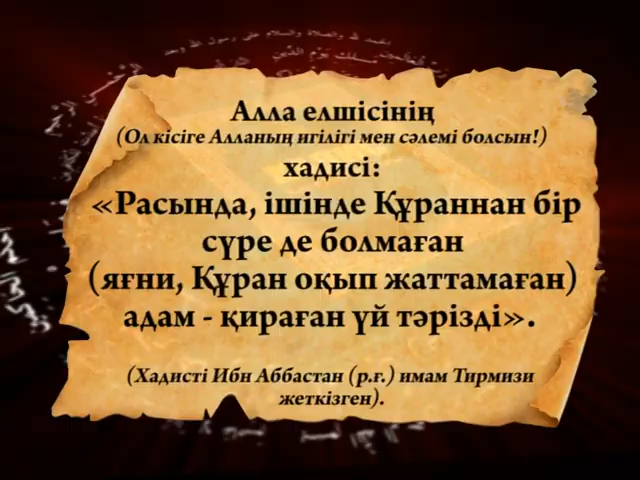 Алла елшісінің
(Ол кісіге Алланың игілігі мен сәлемі болсын!)
хадисі:
«Расында, ішінде Құраннан бір
сүре де болмаған
(яғни, Құран оқып жаттамаған)
адам - қираған үй тәрізді».
(Хадисті Ибн Аббастан (р.ғ.) имам Тирмизи
жеткізген).